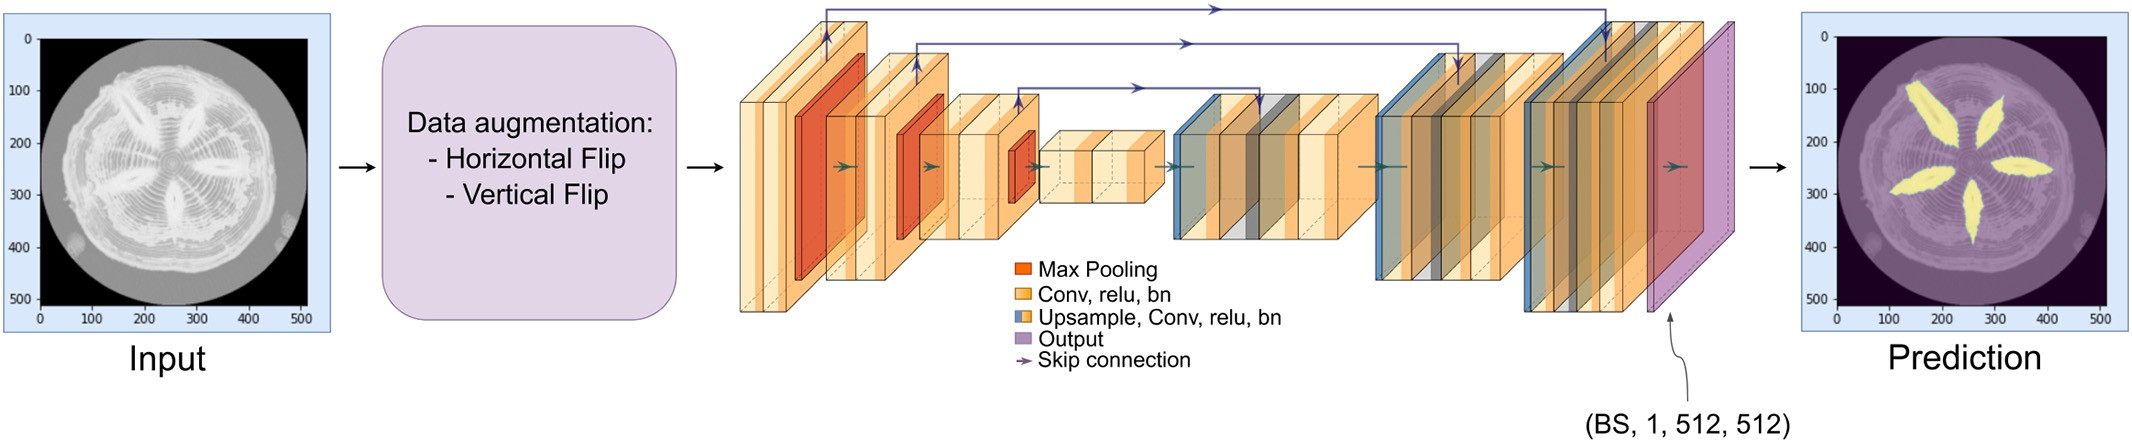 0
100
200
300
400
500
0 100 200 300 400 500
Input
Data augmentation:
- Horizontal Flip
- Vertical Flip
Max Pooling
Conv, relu, bn
Upsample, Conv, relu, bn
Output
Skip connection
(BS, 1, 512, 512)
0
100
200
300
400
500
0 100 200 300 400 500
Prediction